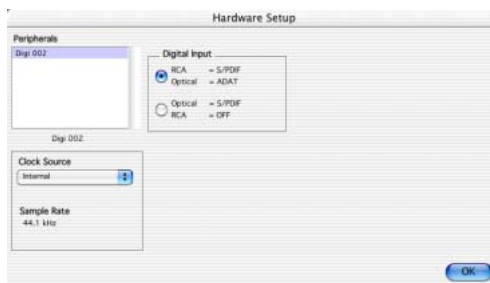 Hardware Setup
Peripherals
Digi 002
Digital Input
RCA = S/PDIF
Optical = ADAT
Optical = S/PDIF
RCA = OFF
Digi 002
Clock Source
Internal
Sample Rate
44.1 kHz
OK